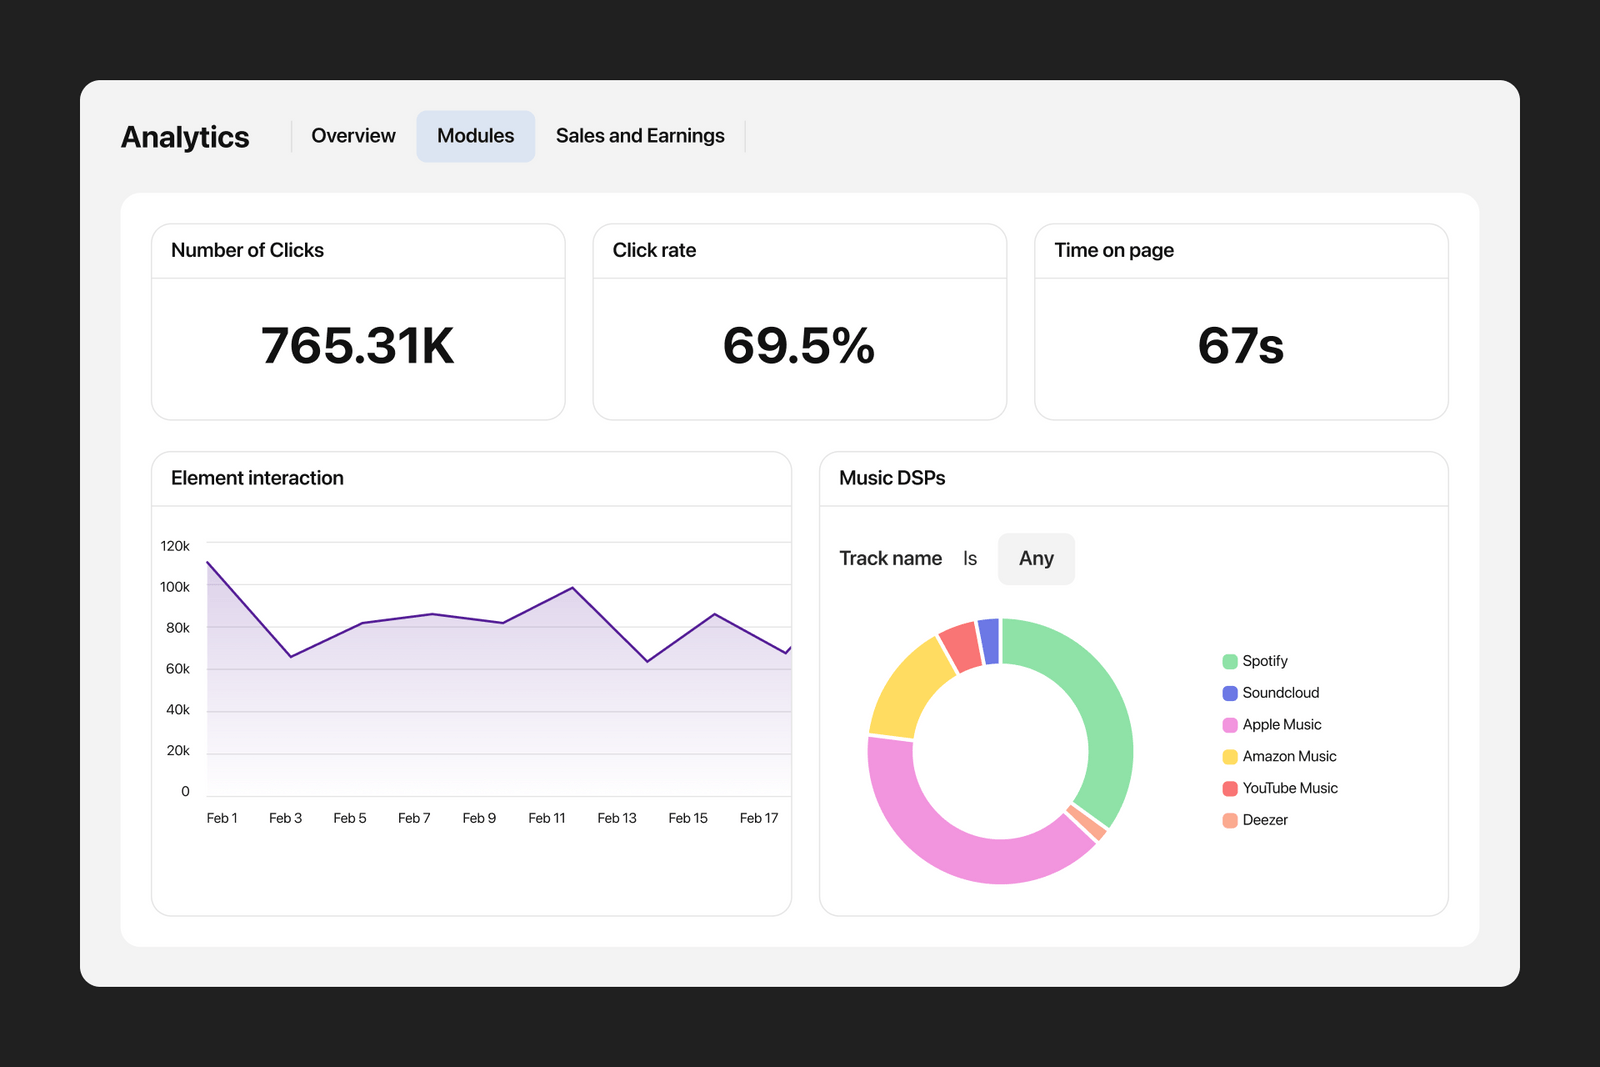 Analytics
Overview
Modules
Sales and Earnings
Number of Clicks
765.31K
Click rate
69.5%
Time on page
67s
Element interaction
120k
100k
80k
60k
40k
20k
0
Feb 1
Feb 3
Feb 5
Feb 7
Feb 9
Feb 11
Feb 13
Feb 15
Feb 17
Music DSPs
Track name Is Any
Spotify
Soundcloud
Apple Music
Amazon Music
YouTube Music
Deezer